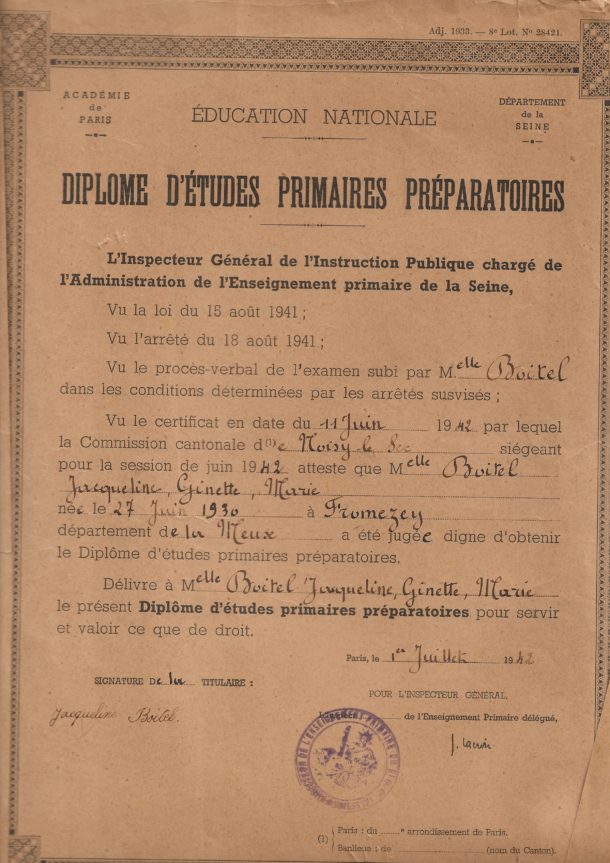 Adj. 1933. — 8e Lot. No 28421.
ACADÉMIE
de
PARIS
ÉDUCATION NATIONALE
DÉPARTEMENT
de la
SEINE
DIPLOME D'ÉTUDES PRIMAIRES PRÉPARATOIRES
L'Inspecteur Général de l'Instruction Publique chargé de
l'Administration de l'Enseignement primaire de la Seine,
Vu la loi du 15 août 1941 ;
Vu l'arrêté du 18 août 1941 ;
Vu le procès-verbal de l'examen subi par Melle Boitel
dans les conditions déterminées par les arrêtés susvisés ;
Vu le certificat en date du 11 Juin 1942 par lequel
la Commission cantonale d(1)e Noisy le Sec siégeant
pour la session de juin 1942 atteste que Melle Boitel
Jacqueline, Ginette, Marie
née le 27 Juin 1930 à Fromezey
département de la Meuse a été jugée digne d'obtenir
le Diplôme d'études primaires préparatoires.
Délivre à Melle Boitel Jacqueline, Ginette, Marie
le présent Diplôme d'études primaires préparatoires pour servir
et valoir ce que de droit.
Paris, le 1er Juillet 1942
SIGNATURE De la TITULAIRE :
POUR L'INSPECTEUR GÉNÉRAL,
de l'Enseignement Primaire délégué,
Jacqueline Boitel.
(1) Paris : du e arrondissement de Paris.
Banlieue : de (nom du Canton).